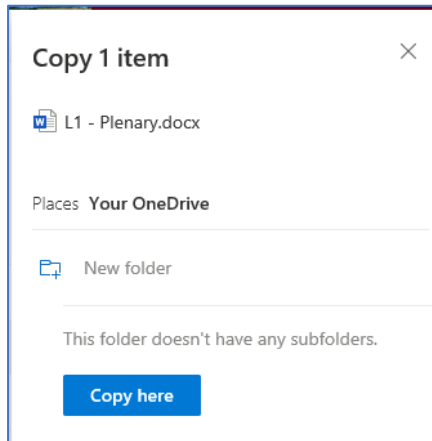 Copy 1 item
L1 - Plenary.docx
Places Your OneDrive
New folder
This folder doesn't have any subfolders.
Copy here